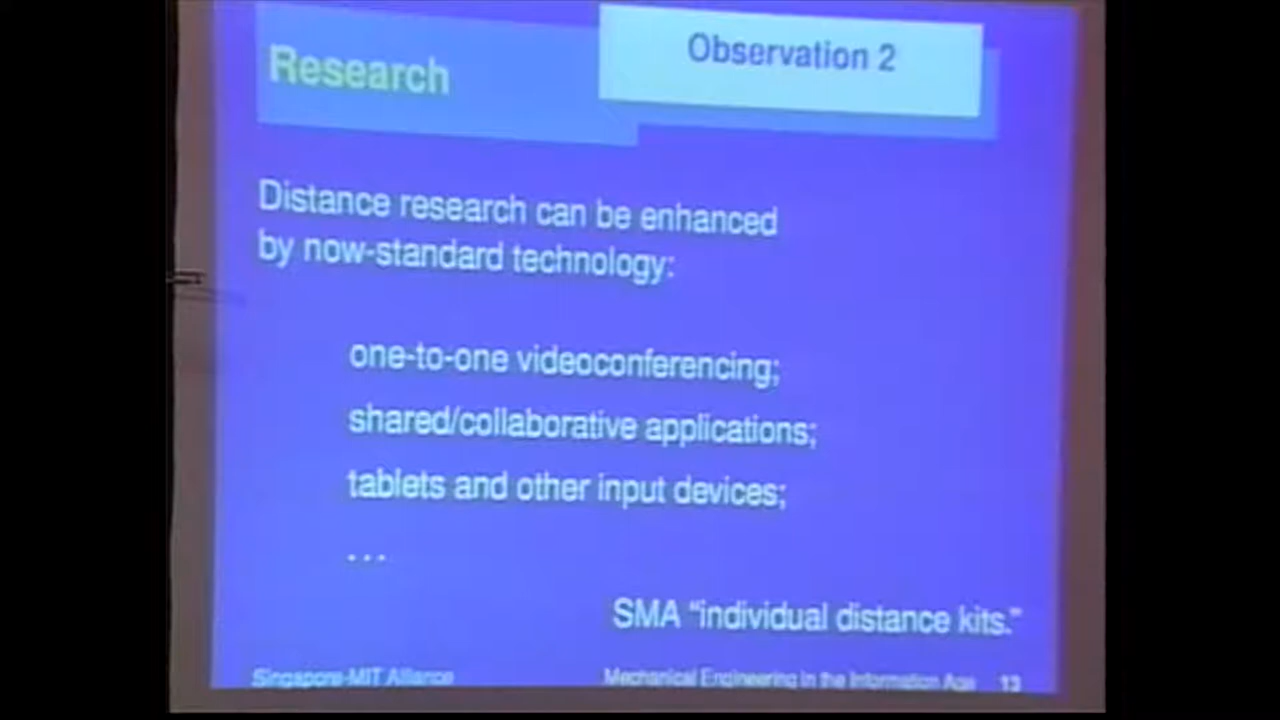 Research
Observation 2
Distance research can be enhanced
by now-standard technology:
one-to-one videoconferencing;
shared/collaborative applications;
tablets and other input devices;
...
SMA “individual distance kits.”
Singapore-MIT Alliance
Mechanical Engineering in the Information Age 13